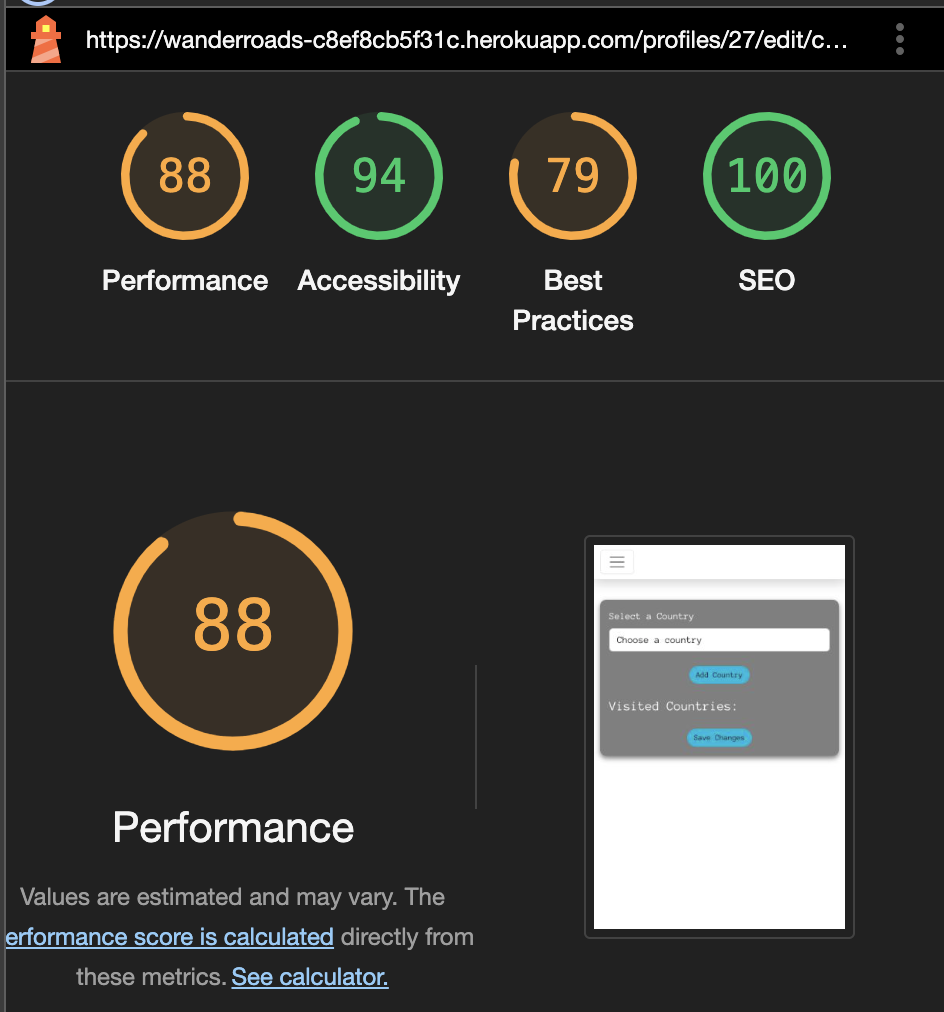 https://wanderroads-c8ef8cb5f31c.herokuapp.com/profiles/27/edit/c…
88
94
79
100
Performance
Accessibility
Best
Practices
SEO
88
Performance
Values are estimated and may vary. The
erformance score is calculated directly from
these metrics. See calculator.
Select a Country
Choose a country
Add Country
Visited Countries:
Save Changes